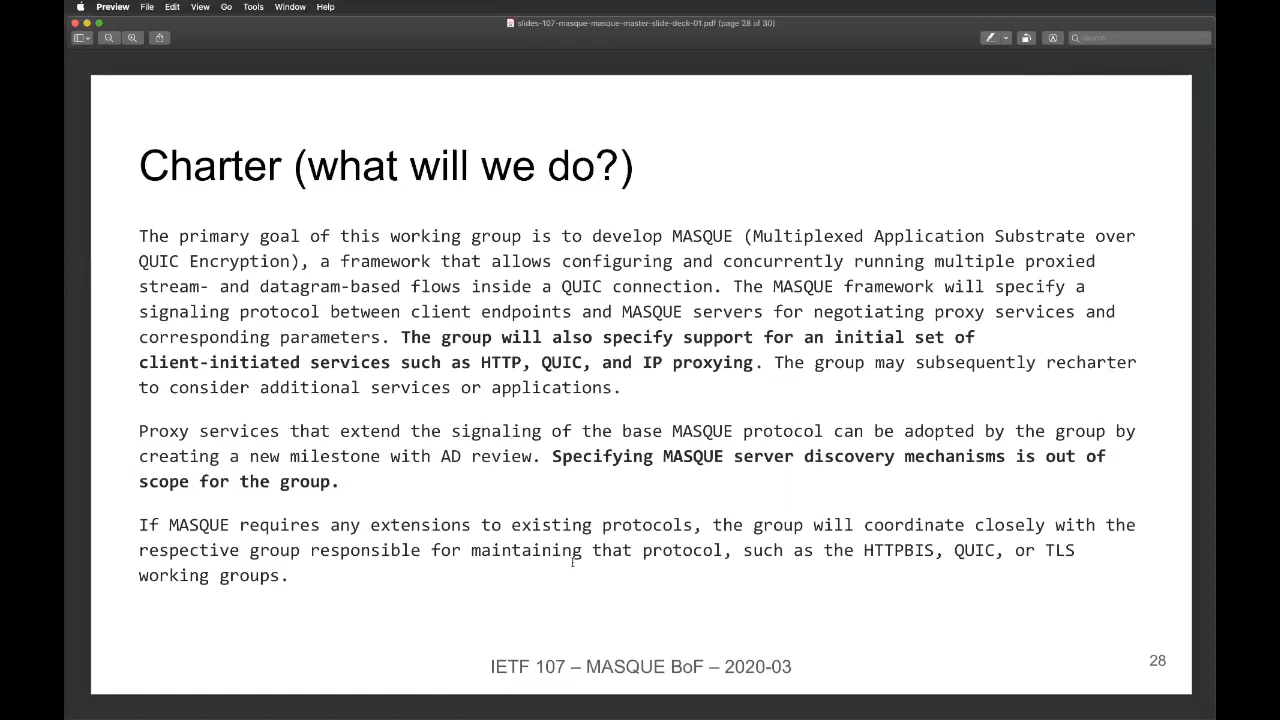 Preview File Edit View Go Tools Window Help
slides-107-masque-masque-master-slide-deck-01.pdf (page 28 of 30)
Search
Charter (what will we do?)
The primary goal of this working group is to develop MASQUE (Multiplexed Application Substrate over
QUIC Encryption), a framework that allows configuring and concurrently running multiple proxied
stream- and datagram-based flows inside a QUIC connection. The MASQUE framework will specify a
signaling protocol between client endpoints and MASQUE servers for negotiating proxy services and
corresponding parameters. The group will also specify support for an initial set of
client-initiated services such as HTTP, QUIC, and IP proxying. The group may subsequently recharter
to consider additional services or applications.
Proxy services that extend the signaling of the base MASQUE protocol can be adopted by the group by
creating a new milestone with AD review. Specifying MASQUE server discovery mechanisms is out of
scope for the group.
If MASQUE requires any extensions to existing protocols, the group will coordinate closely with the
respective group responsible for maintaining that protocol, such as the HTTPBIS, QUIC, or TLS
working groups.
IETF 107 – MASQUE BoF – 2020-03
28